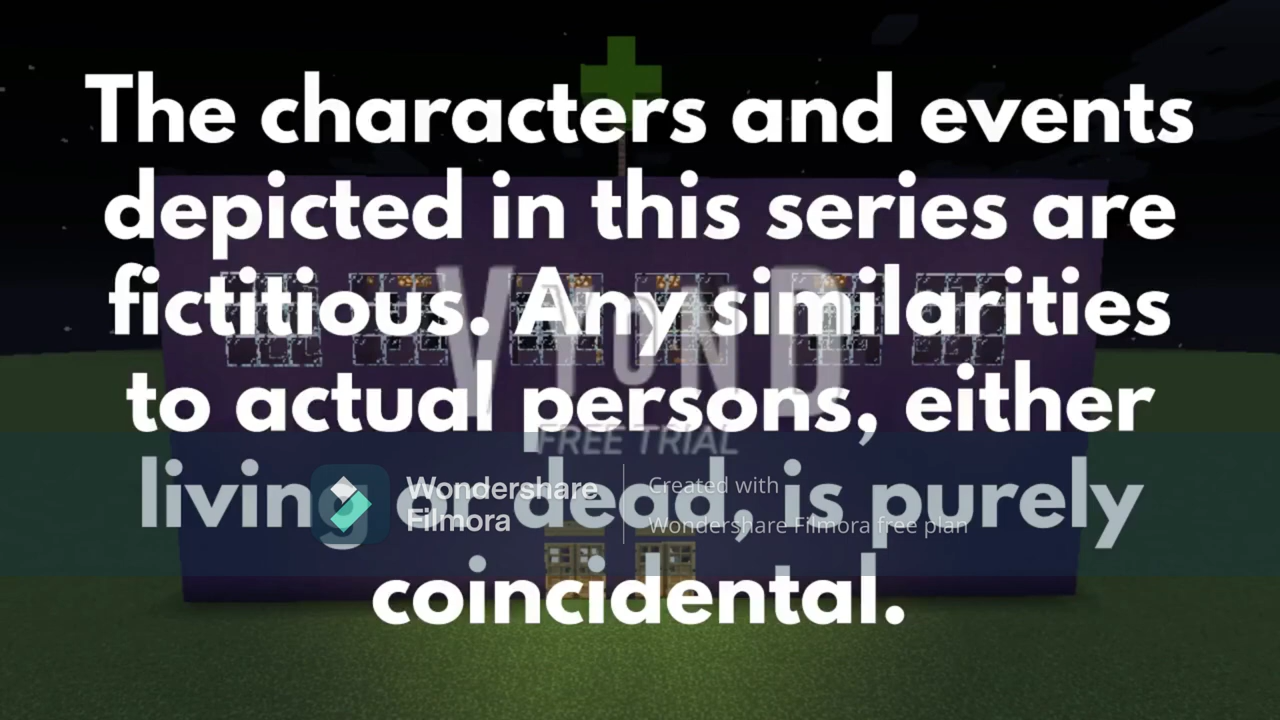 The characters and events
depicted in this series are
fictitious. Any similarities
to actual persons, either
living or dead, is purely
coincidental.
VYOND
FREE TRIAL
Wondershare
Filmora
Created with
Wondershare Filmora free plan